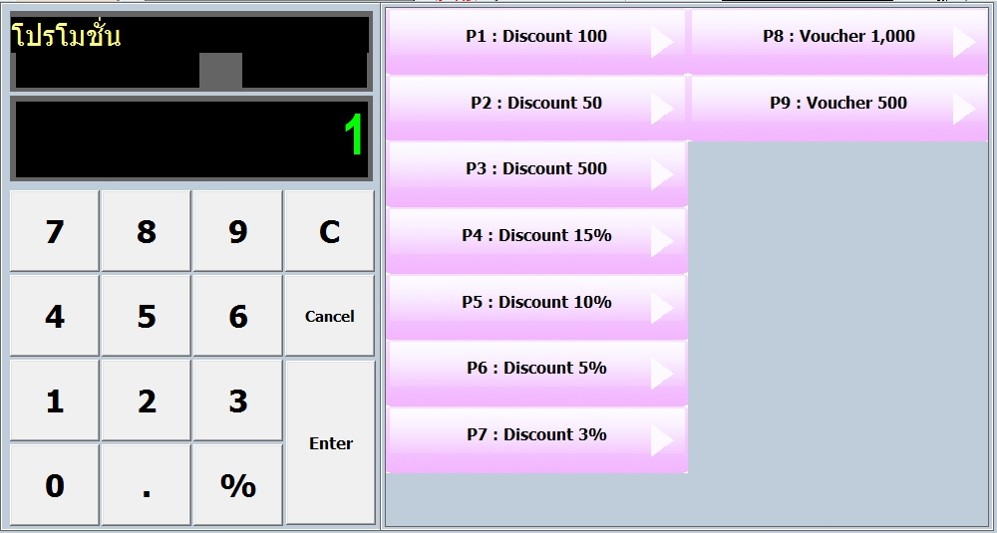 โปรโมชั่น
1
7 8 9 C
4 5 6 Cancel
1 2 3
Enter
0 . %
P1 : Discount 100
P2 : Discount 50
P3 : Discount 500
P4 : Discount 15%
P5 : Discount 10%
P6 : Discount 5%
P7 : Discount 3%
P8 : Voucher 1,000
P9 : Voucher 500